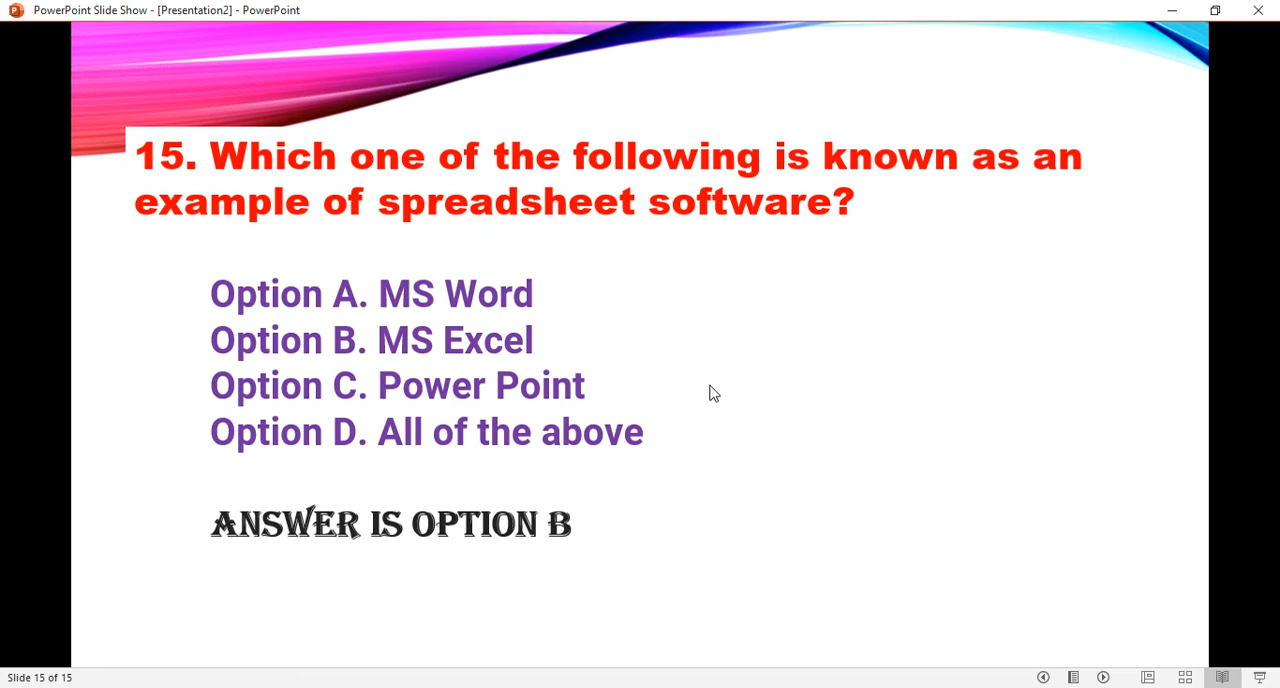 PowerPoint Slide Show - [Presentation2] - PowerPoint
15. Which one of the following is known as an
example of spreadsheet software?
Option A. MS Word
Option B. MS Excel
Option C. Power Point
Option D. All of the above
ANSWER IS OPTION B
Slide 15 of 15